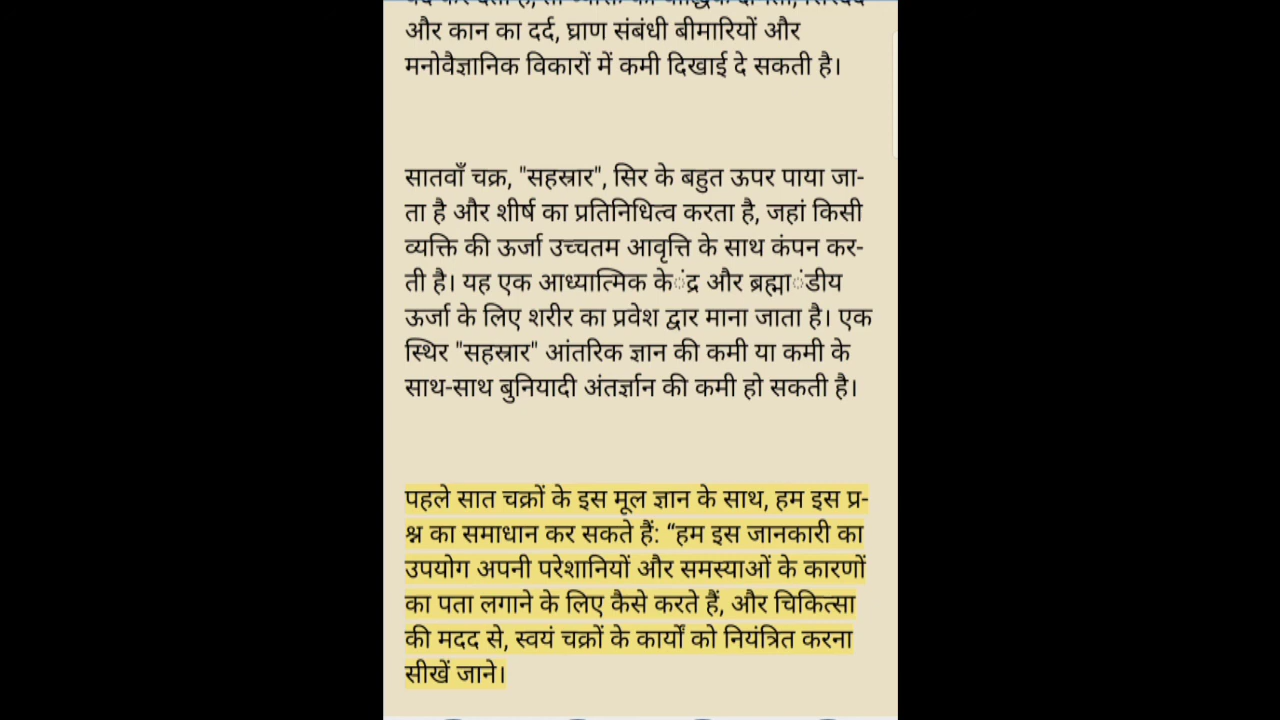 और कान का दर्द, घ्राण संबंधी बीमारियों और
मनोवैज्ञानिक विकारों में कमी दिखाई दे सकती है।
सातवाँ चक्र, "सहस्रार", सिर के बहुत ऊपर पाया जा-
ता है और शीर्ष का प्रतिनिधित्व करता है, जहां किसी
व्यक्ति की ऊर्जा उच्चतम आवृत्ति के साथ कंपन कर-
ती है। यह एक आध्यात्मिक के◌ंद्र और ब्रह्मा◌ंडीय
ऊर्जा के लिए शरीर का प्रवेश द्वार माना जाता है। एक
स्थिर "सहस्रार" आंतरिक ज्ञान की कमी या कमी के
साथ-साथ बुनियादी अंतर्ज्ञान की कमी हो सकती है।
पहले सात चक्रों के इस मूल ज्ञान के साथ, हम इस प्र-
श्न का समाधान कर सकते हैं: “हम इस जानकारी का
उपयोग अपनी परेशानियों और समस्याओं के कारणों
का पता लगाने के लिए कैसे करते हैं, और चिकित्सा
की मदद से, स्वयं चक्रों के कार्यों को नियंत्रित करना
सीखें जाने।